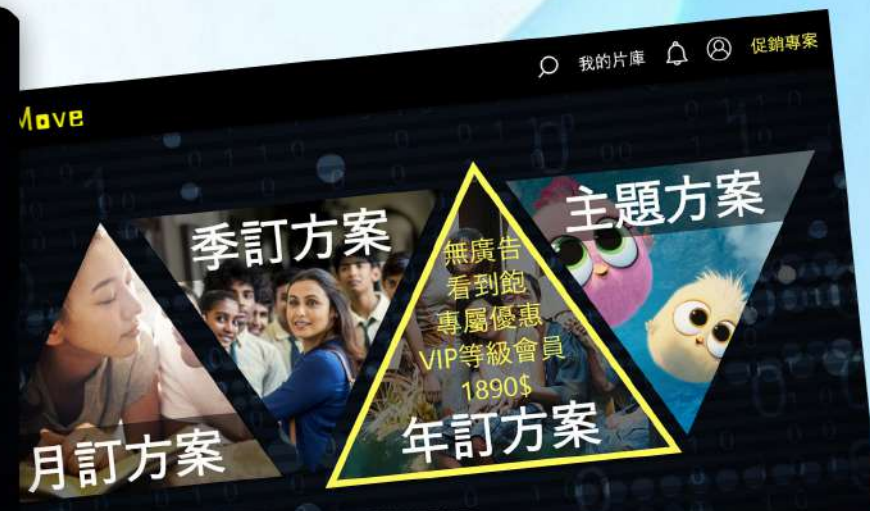 Move
我的片庫
促銷專案
月訂方案
季訂方案
無廣告
看到飽
專屬優惠
VIP等級會員
1890$
年訂方案
主題方案